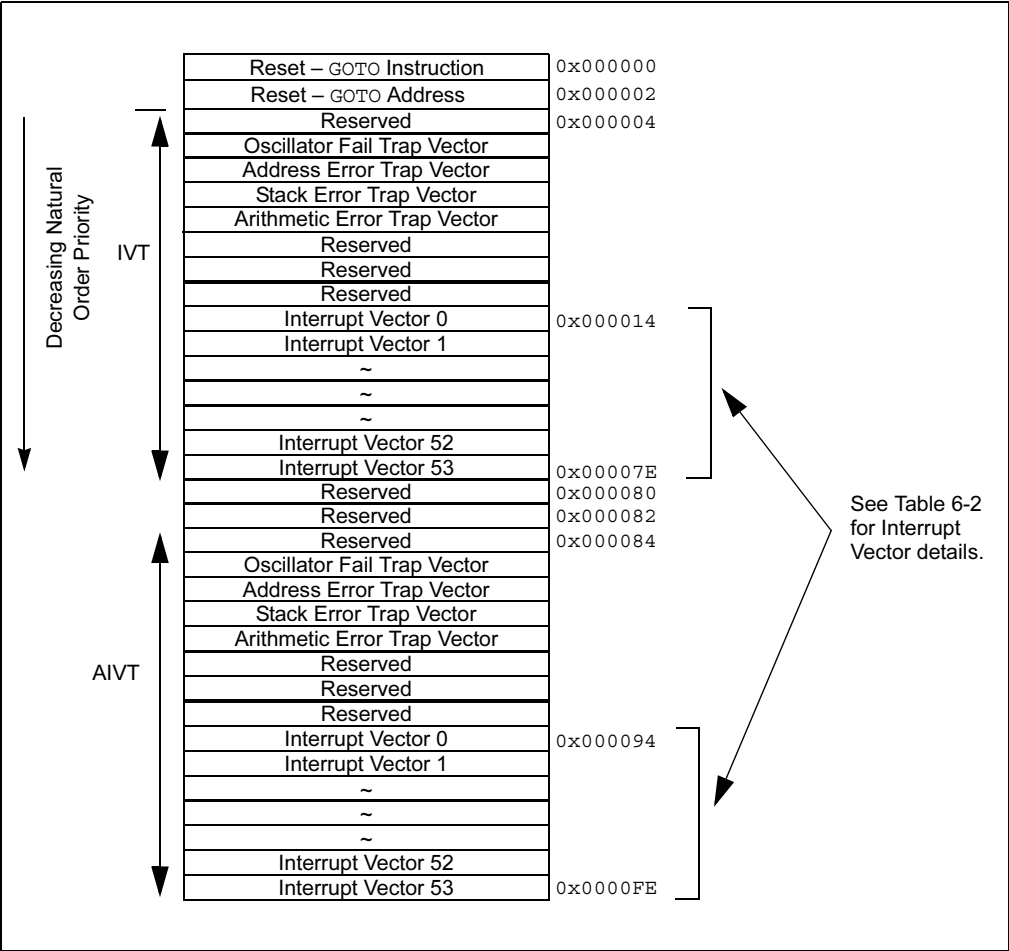 Reset – GOTO Instruction 0x000000
Reset – GOTO Address 0x000002
Reserved 0x000004
Oscillator Fail Trap Vector
Address Error Trap Vector
Stack Error Trap Vector
Arithmetic Error Trap Vector
Reserved
Reserved
Reserved
Interrupt Vector 0 0x000014
Interrupt Vector 1
~
~
~
Interrupt Vector 52
Interrupt Vector 53 0x00007E
Reserved 0x000080
Reserved 0x000082
Reserved 0x000084
Oscillator Fail Trap Vector
Address Error Trap Vector
Stack Error Trap Vector
Arithmetic Error Trap Vector
Reserved
Reserved
Reserved
Interrupt Vector 0 0x000094
Interrupt Vector 1
~
~
~
Interrupt Vector 52
Interrupt Vector 53 0x0000FE
Decreasing Natural
Order Priority
IVT
AIVT
See Table 6-2
for Interrupt
Vector details.